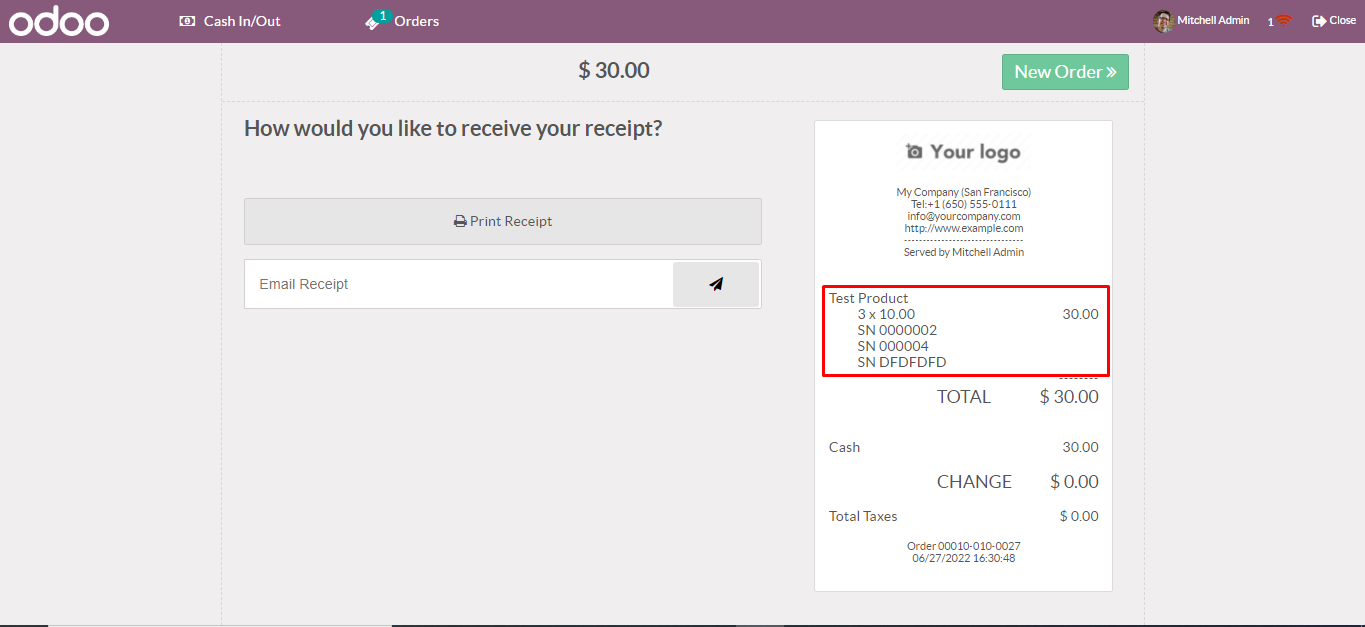 odoo
Cash In/Out
1
Orders
Mitchell Admin
1
Close
$ 30.00
New Order
How would you like to receive your receipt?
Print Receipt
Email Receipt
Your logo
My Company (San Francisco)
Tel:+1 (650) 555-0111
info@yourcompany.com
http://www.example.com
--------------------------------
Served by Mitchell Admin
Test Product
3 x 10.00 30.00
SN 0000002
SN 000004
SN DFDFDFD
--------
TOTAL $ 30.00
Cash 30.00
CHANGE $ 0.00
Total Taxes $ 0.00
Order 00010-010-0027
06/27/2022 16:30:48